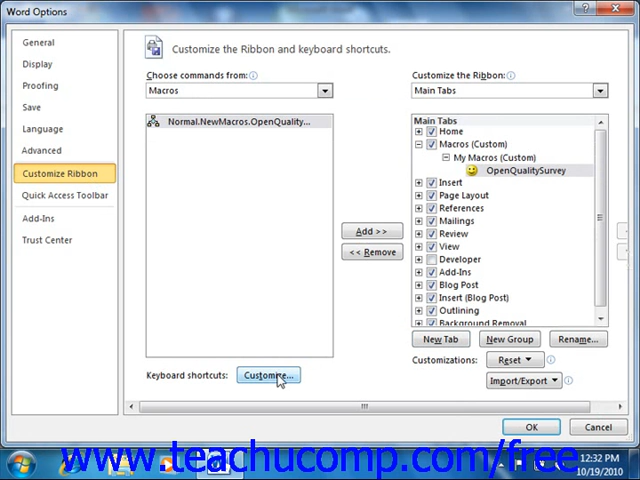 Word Options
General
Display
Proofing
Save
Language
Advanced
Customize Ribbon
Quick Access Toolbar
Add-Ins
Trust Center
Customize the Ribbon and keyboard shortcuts.
Choose commands from:
Macros
Normal.NewMacros.OpenQuality...
Add >>
<< Remove
Keyboard shortcuts: Customize...
Customize the Ribbon:
Main Tabs
Main Tabs
Home
Macros (Custom)
My Macros (Custom)
OpenQualitySurvey
Insert
Page Layout
References
Mailings
Review
View
Developer
Add-Ins
Blog Post
Insert (Blog Post)
Outlining
Background Removal
New Tab New Group Rename...
Customizations: Reset
Import/Export
OK Cancel
www.teachucomp.com/free
12:32 PM
10/19/2010